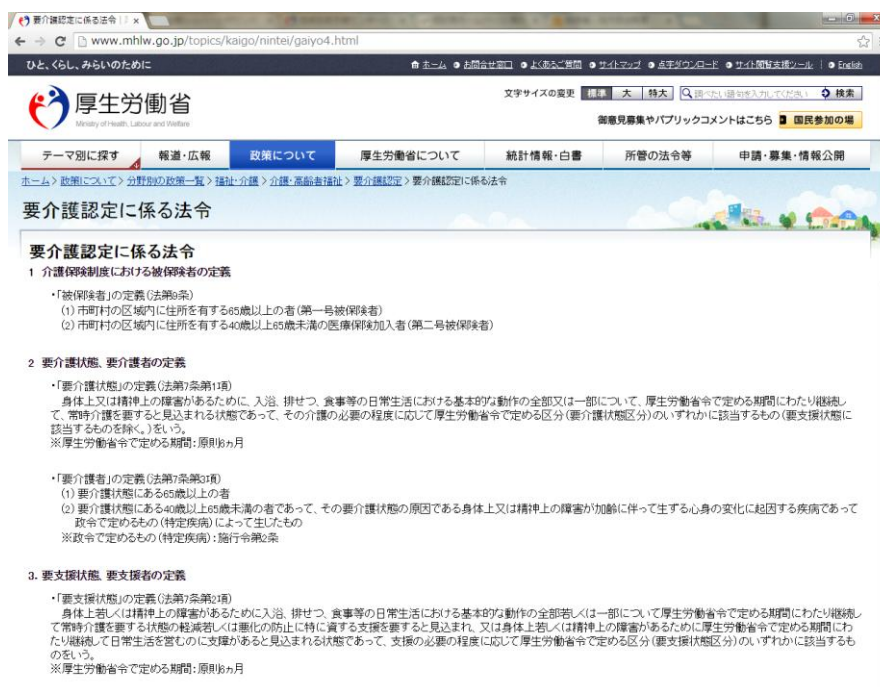 要介護認定に係る法令 |
www.mhlw.go.jp/topics/kaigo/nintei/gaiyo4.html
ひと、くらし、みらいのために
ホーム お問合せ窓口 よくあるご質問 サイトマップ 点字ダウンロード サイト閲覧支援ツール English
厚生労働省
Ministry of Health, Labour and Welfare
文字サイズの変更 標準 大 特大 調べたい語句を入力してください 検索
御意見募集やパブリックコメントはこちら 国民参加の場
テーマ別に探す 報道・広報 政策について 厚生労働省について 統計情報・白書 所管の法令等 申請・募集・情報公開
ホーム > 政策について > 分野別の政策一覧 > 福祉・介護 > 介護・高齢者福祉 > 要介護認定 > 要介護認定に係る法令
要介護認定に係る法令
要介護認定に係る法令
1 介護保険制度における被保険者の定義
・「被保険者」の定義(法第9条)
(1) 市町村の区域内に住所を有する65歳以上の者(第一号被保険者)
(2) 市町村の区域内に住所を有する40歳以上65歳未満の医療保険加入者(第二号被保険者)
2 要介護状態、要介護者の定義
・「要介護状態」の定義(法第7条第1項)
身体上又は精神上の障害があるために、入浴、排せつ、食事等の日常生活における基本的な動作の全部又は一部について、厚生労働省令で定める期間にわたり継続し
て、常時介護を要すると見込まれる状態であって、その介護の必要の程度に応じて厚生労働省令で定める区分(要介護状態区分)のいずれかに該当するもの(要支援状態に
該当するものを除く。)をいう。
※厚生労働省令で定める期間:原則6ヵ月
・「要介護者」の定義(法第7条第3項)
(1) 要介護状態にある65歳以上の者
(2) 要介護状態にある40歳以上65歳未満の者であって、その要介護状態の原因である身体上又は精神上の障害が加齢に伴って生ずる心身の変化に起因する疾病であって
政令で定めるもの(特定疾病)によって生じたもの
※政令で定めるもの(特定疾病):施行令第2条
3. 要支援状態、要支援者の定義
・「要支援状態」の定義(法第7条第2項)
身体上若しくは精神上の障害があるために入浴、排せつ、食事等の日常生活における基本的な動作の全部若しくは一部について厚生労働省令で定める期間にわたり継続し
て常時介護を要する状態の軽減若しくは悪化の防止に特に資する支援を要すると見込まれ、又は身体上若しくは精神上の障害があるために厚生労働省令で定める期間にわ
たり継続して日常生活を営むのに支障があると見込まれる状態であって、支援の必要の程度に応じて厚生労働省令で定める区分(要支援状態区分)のいずれかに該当するも
のをいう。
※厚生労働省令で定める期間:原則6ヵ月